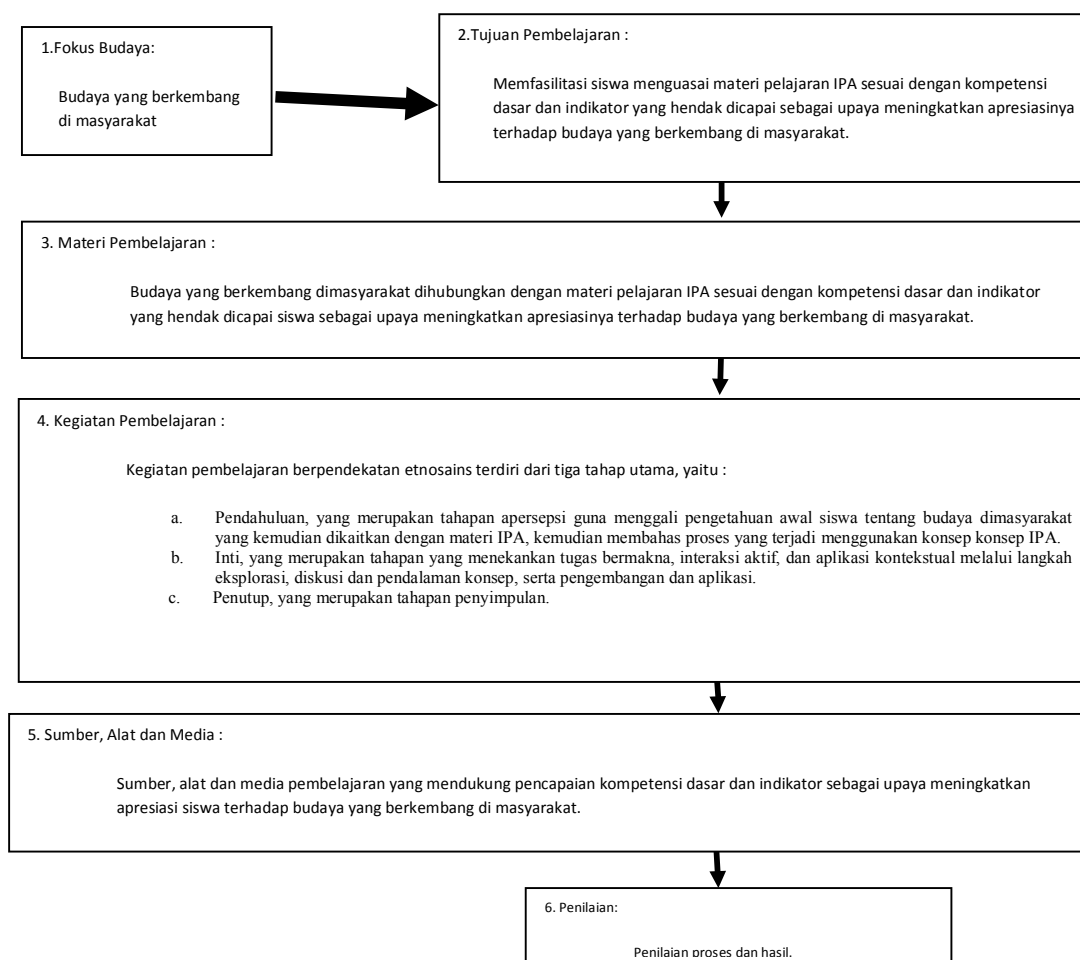 1.Fokus Budaya:
Budaya yang berkembang
di masyarakat
2.Tujuan Pembelajaran :
Memfasilitasi siswa menguasai materi pelajaran IPA sesuai dengan kompetensi
dasar dan indikator yang hendak dicapai sebagai upaya meningkatkan apresiasinya
terhadap budaya yang berkembang di masyarakat.
3. Materi Pembelajaran :
Budaya yang berkembang dimasyarakat dihubungkan dengan materi pelajaran IPA sesuai dengan kompetensi dasar dan indikator
yang hendak dicapai siswa sebagai upaya meningkatkan apresiasinya terhadap budaya yang berkembang di masyarakat.
4. Kegiatan Pembelajaran :
Kegiatan pembelajaran berpendekatan etnosains terdiri dari tiga tahap utama, yaitu :
a. Pendahuluan, yang merupakan tahapan apersepsi guna menggali pengetahuan awal siswa tentang budaya dimasyarakat
yang kemudian dikaitkan dengan materi IPA, kemudian membahas proses yang terjadi menggunakan konsep konsep IPA.
b. Inti, yang merupakan tahapan yang menekankan tugas bermakna, interaksi aktif, dan aplikasi kontekstual melalui langkah
eksplorasi, diskusi dan pendalaman konsep, serta pengembangan dan aplikasi.
c. Penutup, yang merupakan tahapan penyimpulan.
5. Sumber, Alat dan Media :
Sumber, alat dan media pembelajaran yang mendukung pencapaian kompetensi dasar dan indikator sebagai upaya meningkatkan
apresiasi siswa terhadap budaya yang berkembang di masyarakat.
6. Penilaian:
Penilaian proses dan hasil.